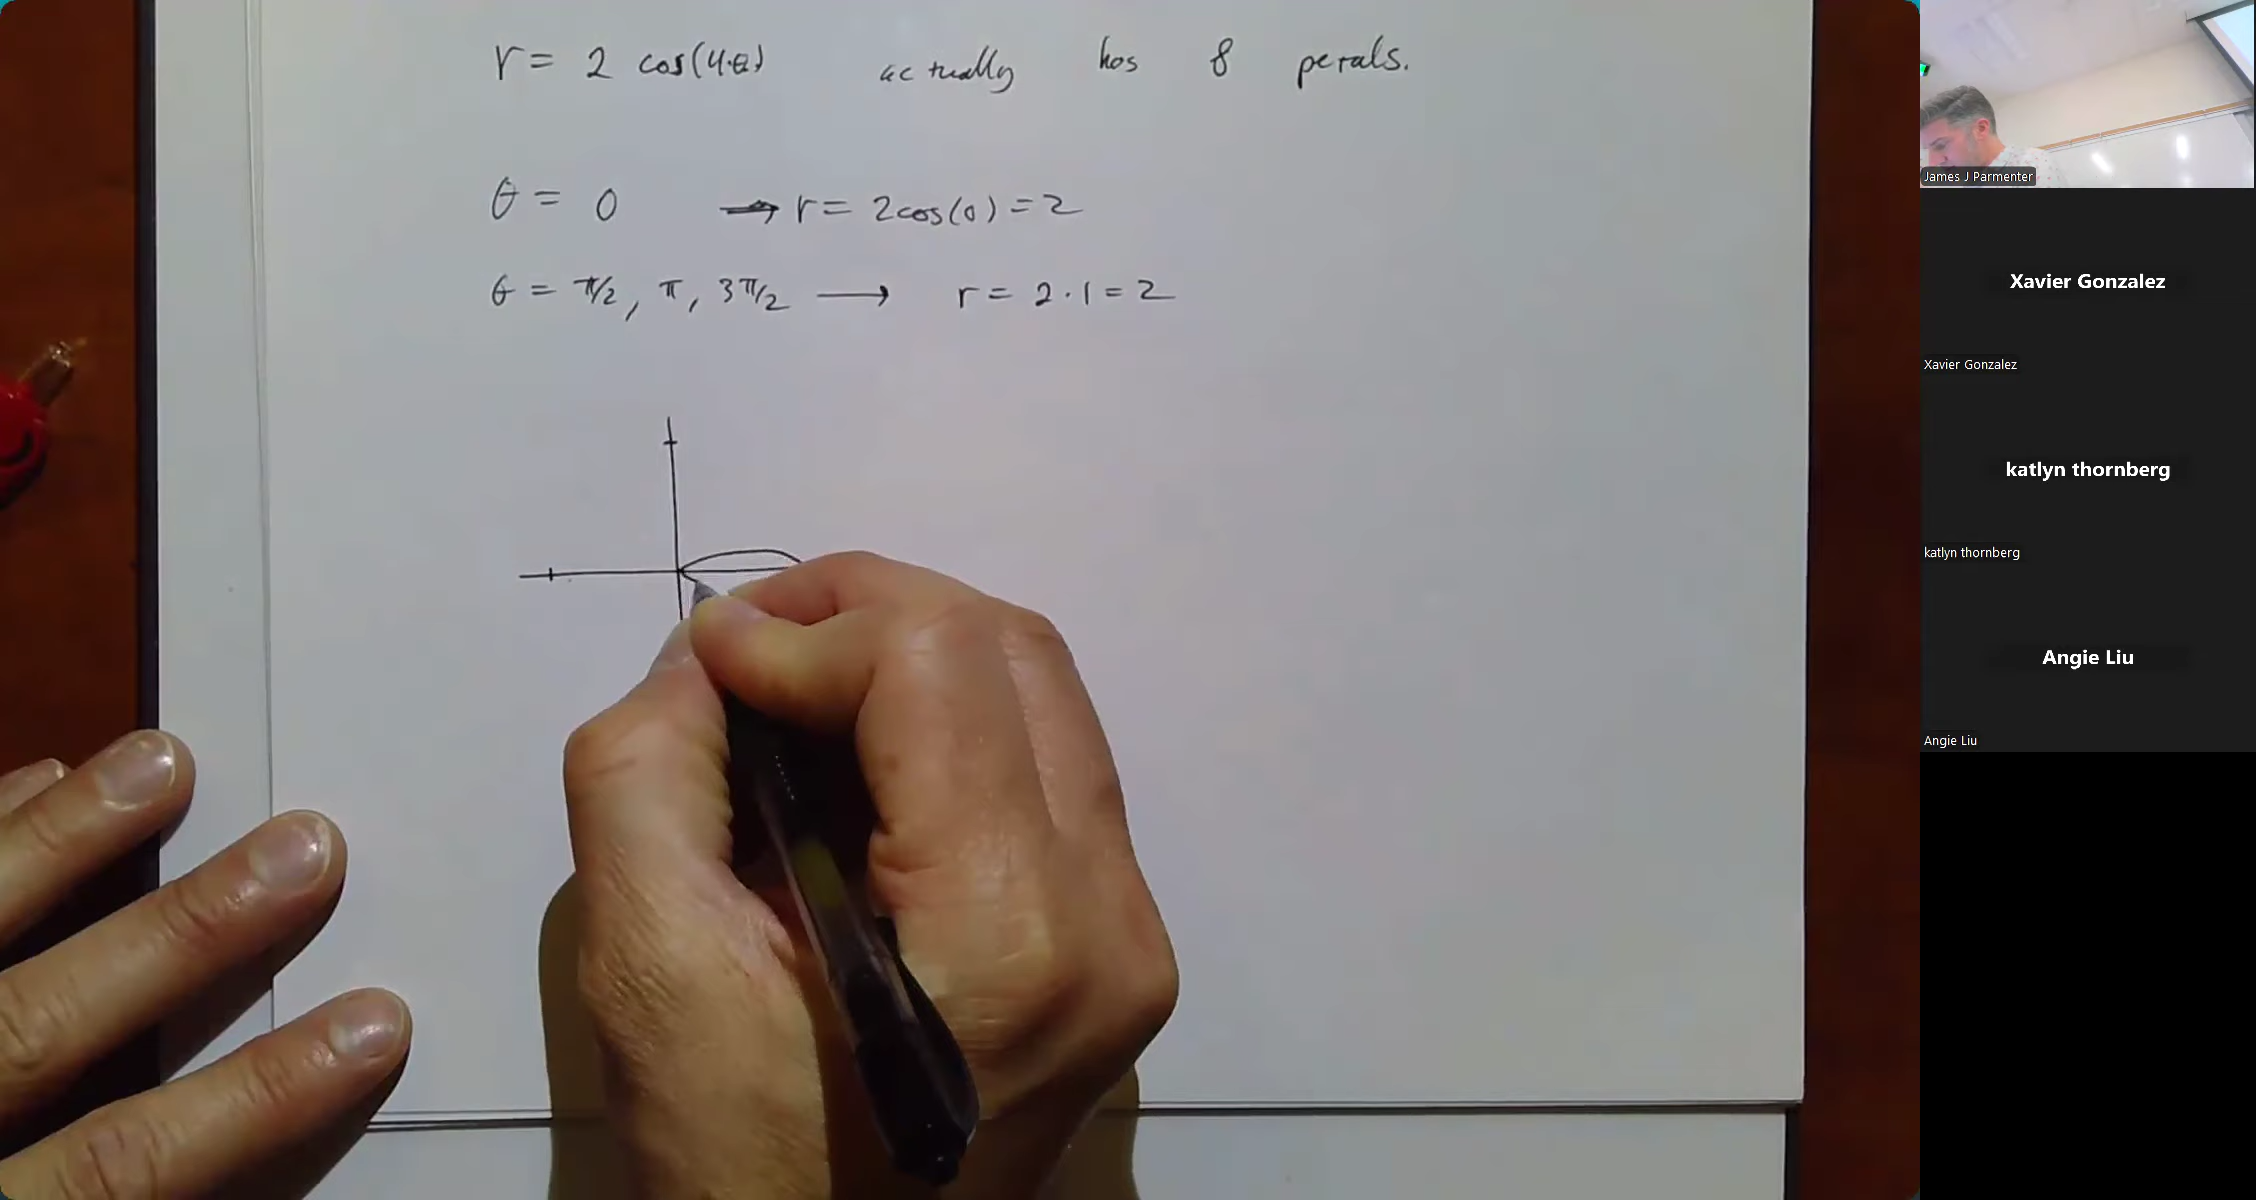 r = 2 cos(4·θ) actually has 8 petals.
θ = 0 → r = 2cos(0) = 2
θ = π/2, π, 3π/2 → r = 2·1 = 2
James J Parmenter
Xavier Gonzalez
Xavier Gonzalez
katlyn thornberg
katlyn thornberg
Angie Liu
Angie Liu